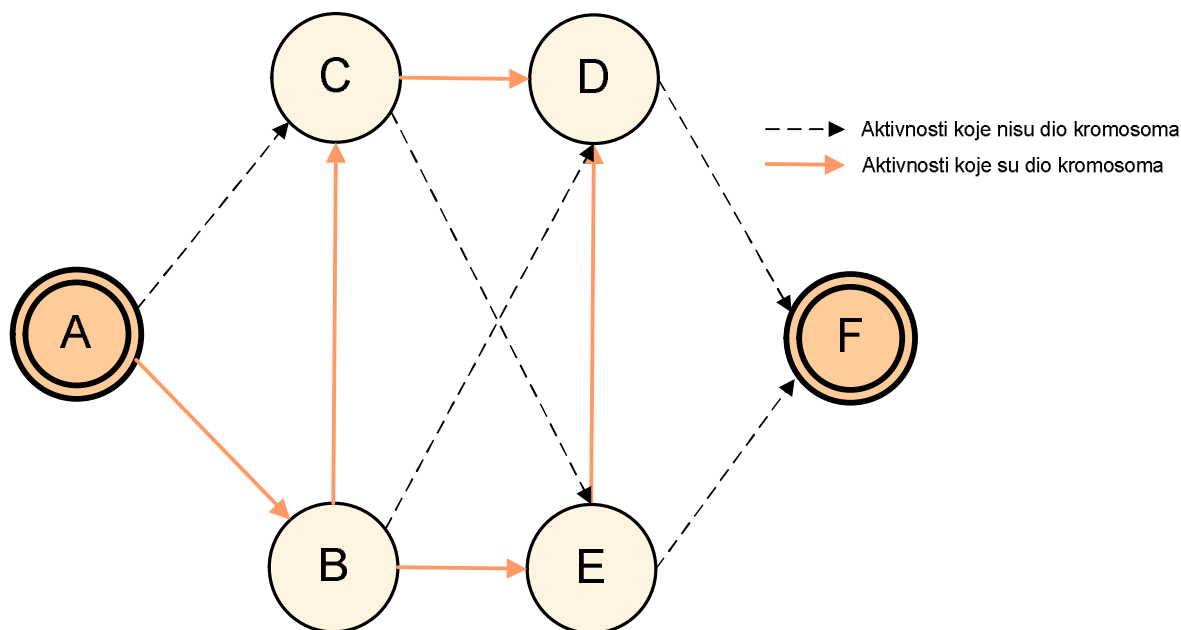 C
D
Aktivnosti koje nisu dio kromosoma
Aktivnosti koje su dio kromosoma
A
F
B
E